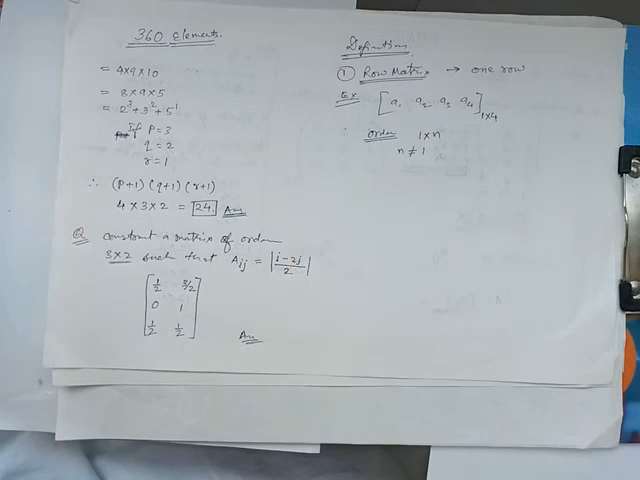 360 Elements.
= 4×9×10
= 8×9×5
= 2³+3²+5¹
If P=3
q=2
r=1
∴ (P+1) (q+1) (r+1)
4×3×2 = 24. Ans
Q Construct a matrix of order
3×2 such that Aij = |i-2j/2|
[1/2 3/2
0 1
1/2 1/2]
Ans
Definition
① Row Matrix → one row
Ex [a₁ a₂ a₃ a₄]1×4
order 1×n
n≠1